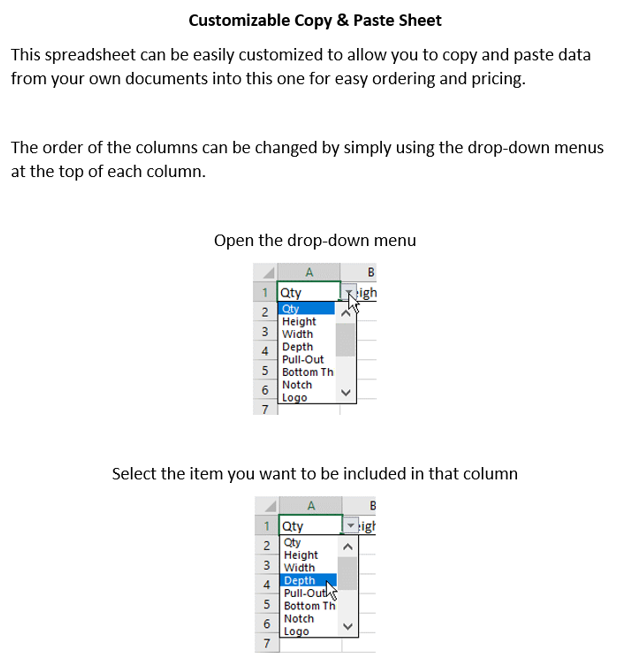 Customizable Copy & Paste Sheet
This spreadsheet can be easily customized to allow you to copy and paste data
from your own documents into this one for easy ordering and pricing.
The order of the columns can be changed by simply using the drop-down menus
at the top of each column.
Open the drop-down menu
A B
1 Qty eigh
2 Qty
Height
3 Width
4 Depth
Pull-Out
5 Bottom Th
6 Notch
Logo
7
Select the item you want to be included in that column
A B
1 Qty eigh
2 Qty
Height
3 Width
4 Depth
Pull-Out
5 Bottom Th
6 Notch
Logo
7